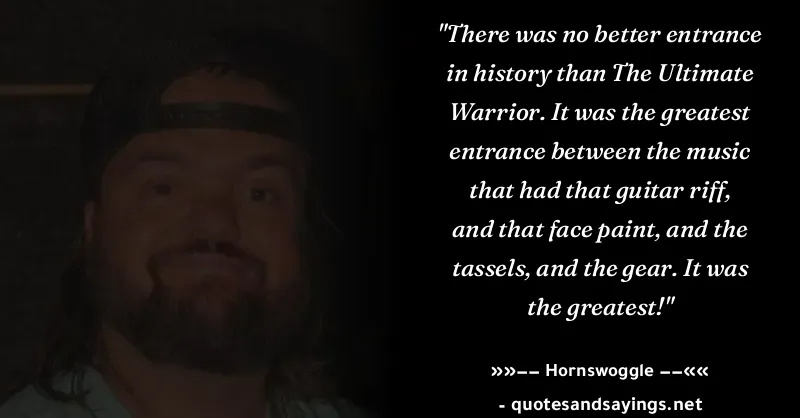 "There was no better entrance
in history than The Ultimate
Warrior. It was the greatest
entrance between the music
that had that guitar riff,
and that face paint, and the
tassels, and the gear. It was
the greatest!"
»»−− Hornswoggle −−««
- quotesandsayings.net